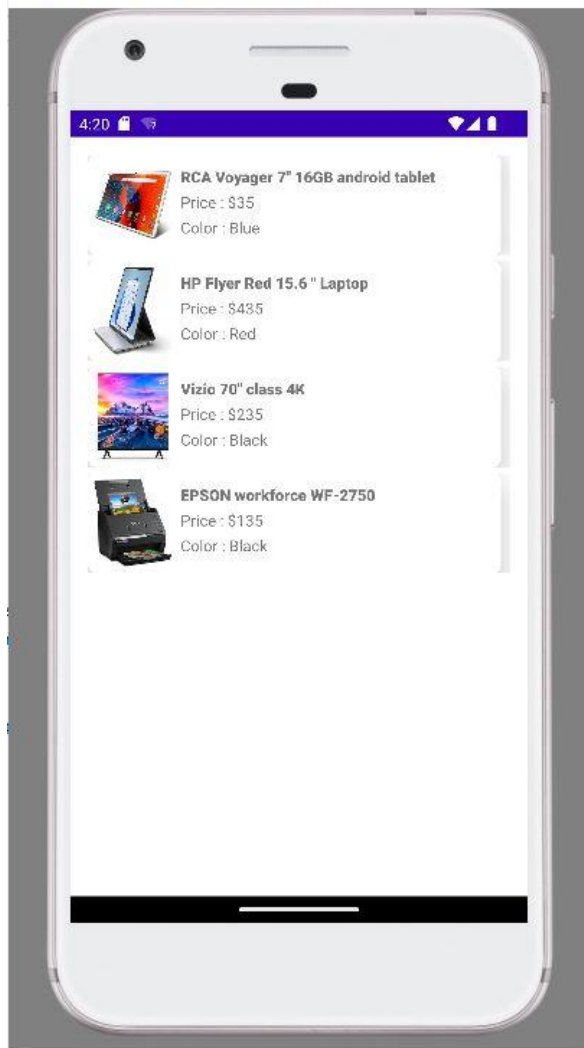 4:20
RCA Voyager 7" 16GB android tablet
Price : $35
Color : Blue
HP Flyer Red 15.6 " Laptop
Price : $435
Color : Red
Vizio 70" class 4K
Price : $235
Color : Black
EPSON workforce WF-2750
Price : $135
Color : Black